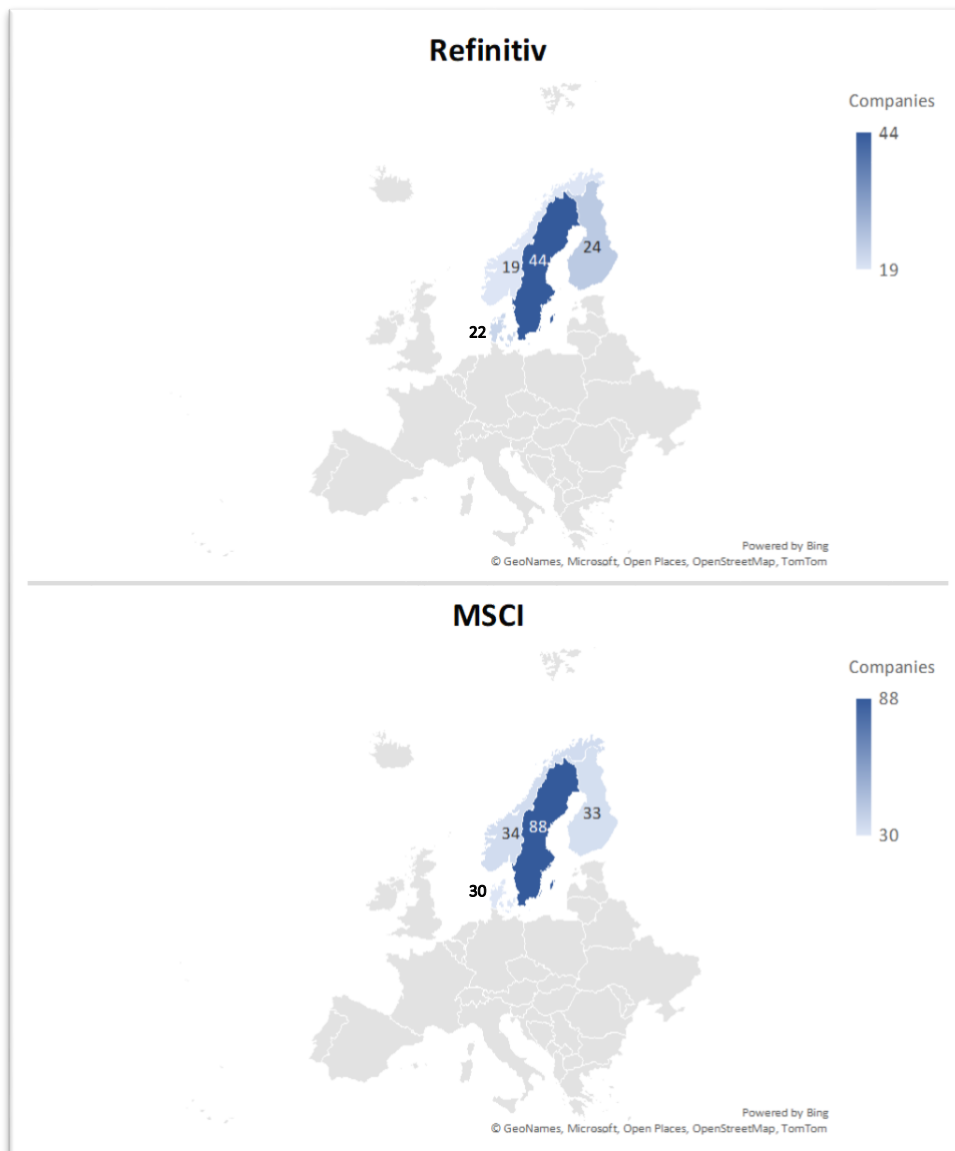 Refinitiv
Companies
44
19
19
44
24
22
Powered by Bing
© GeoNames, Microsoft, Open Places, OpenStreetMap, TomTom
MSCI
Companies
88
30
34
88
33
30
Powered by Bing
© GeoNames, Microsoft, Open Places, OpenStreetMap, TomTom